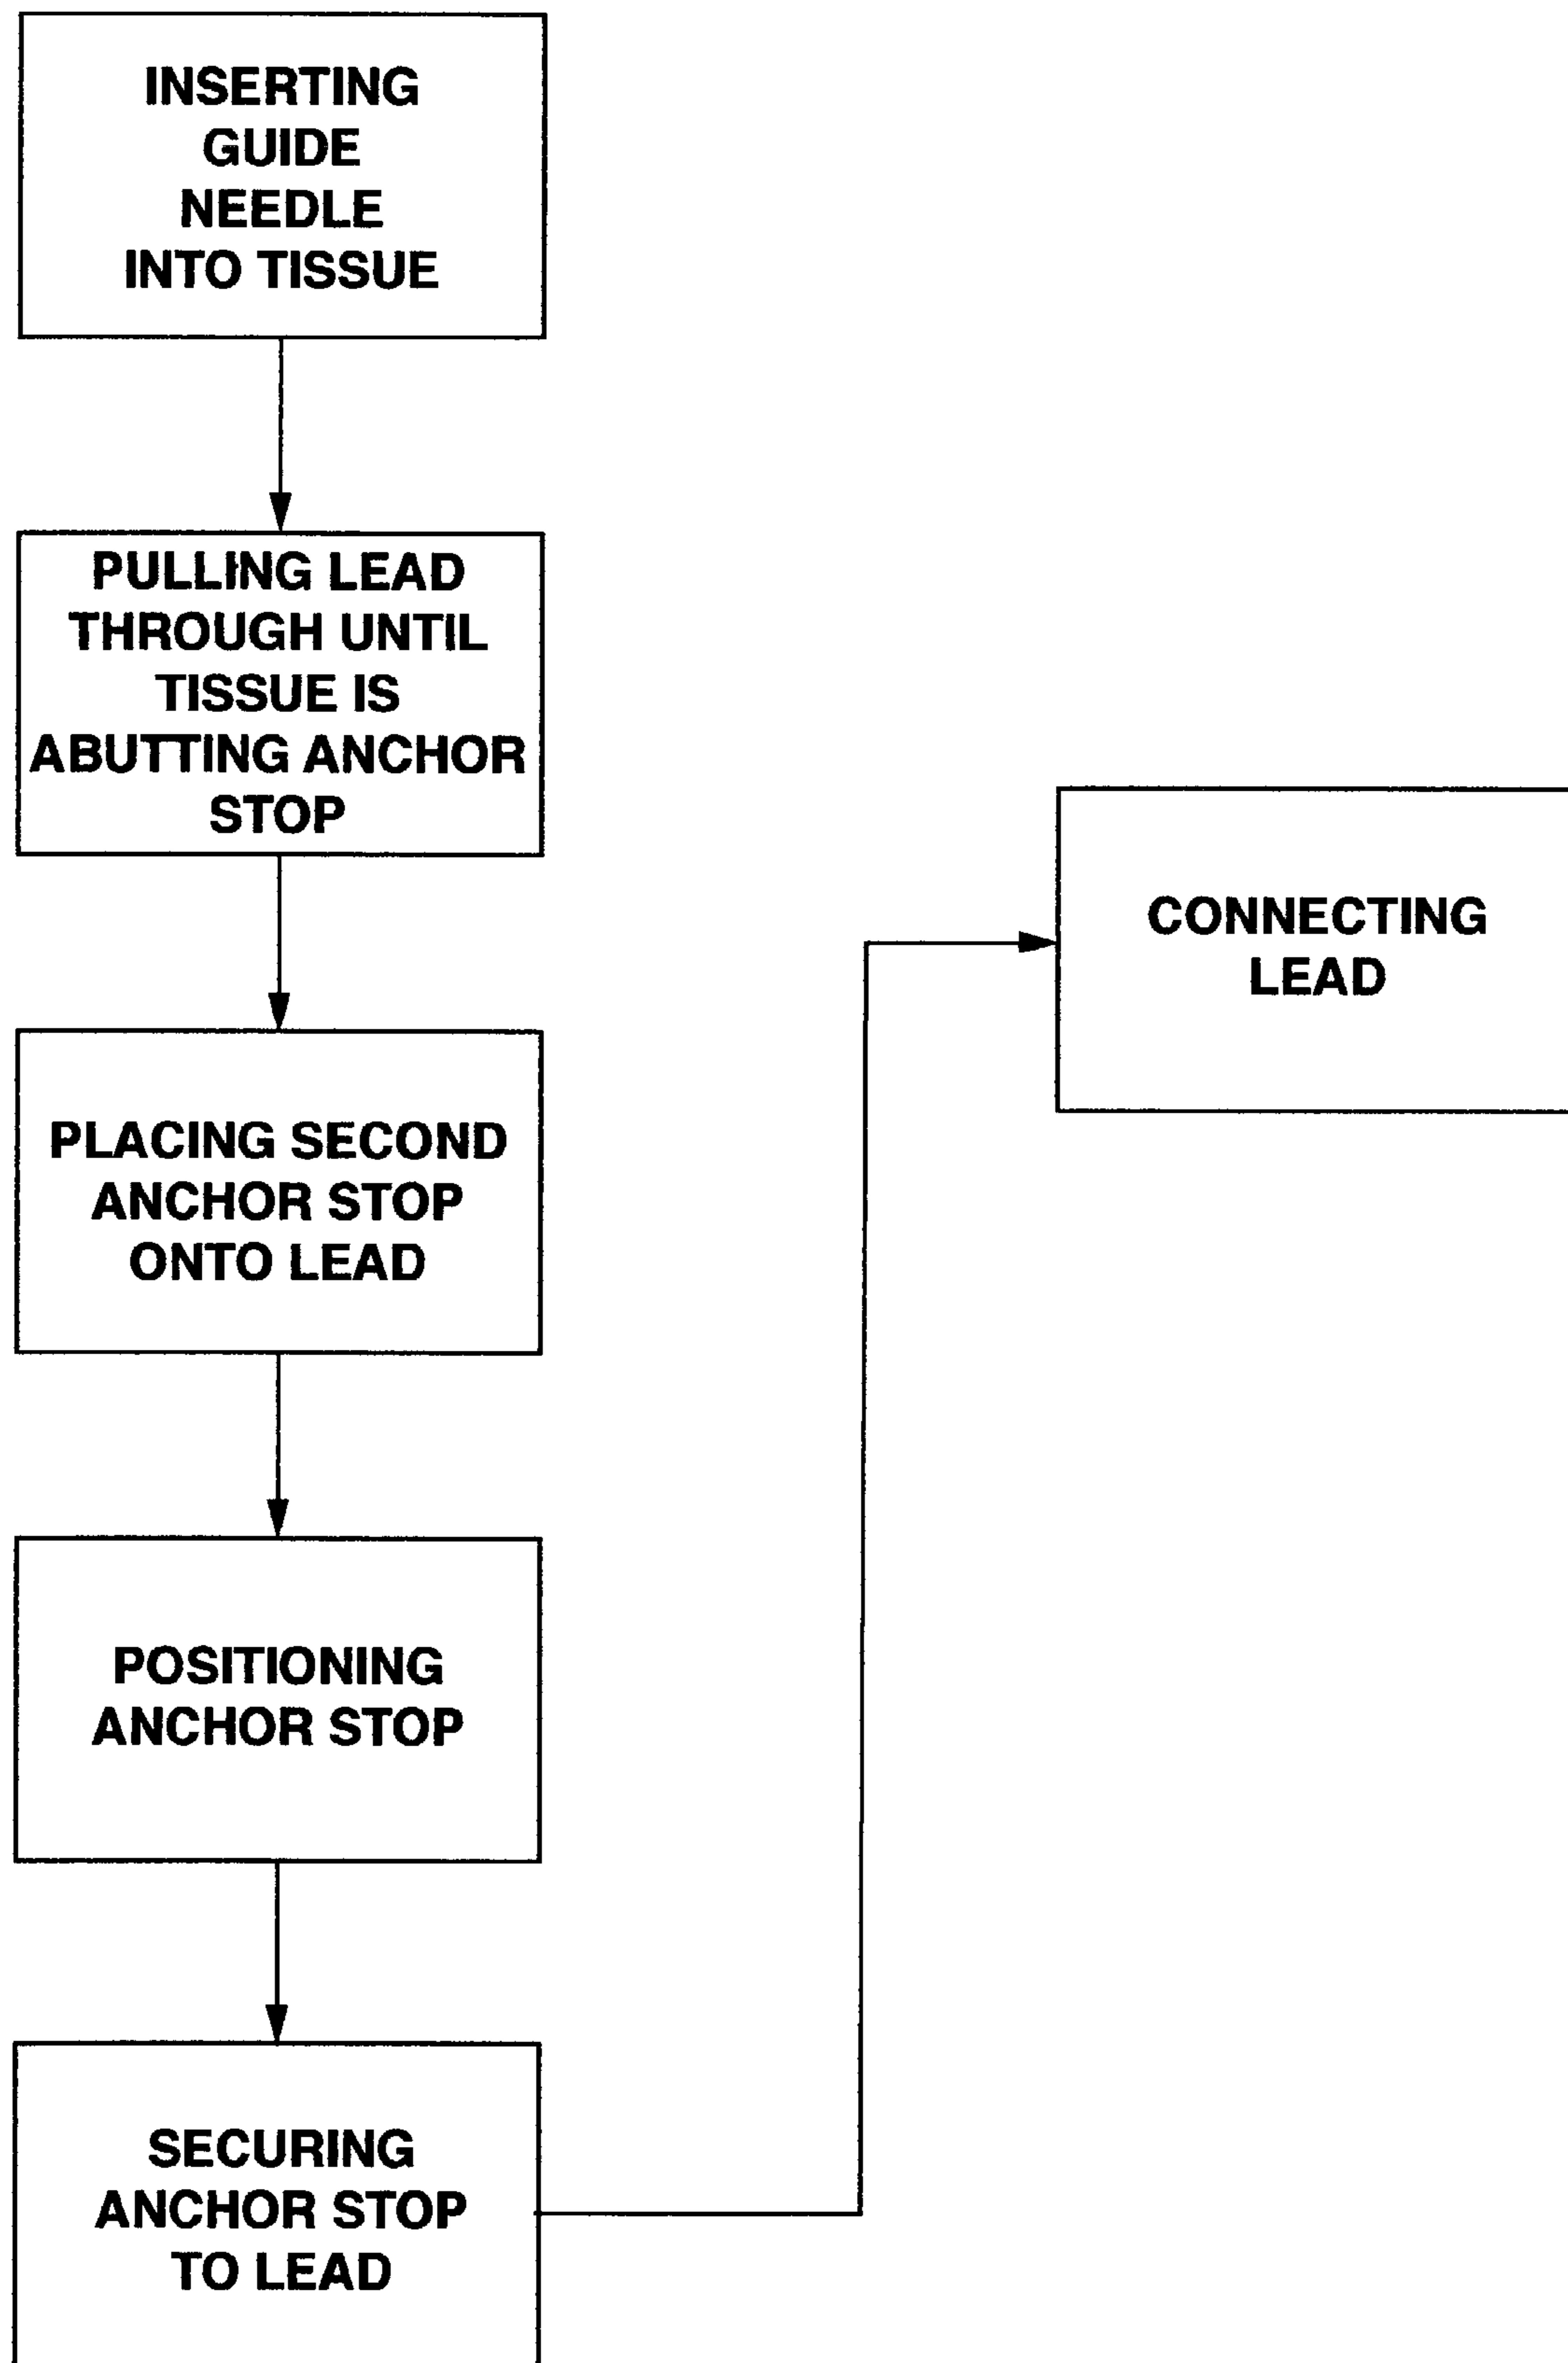 INSERTING
GUIDE
NEEDLE
INTO TISSUE
PULLING LEAD
THROUGH UNTIL
TISSUE IS
ABUTTING ANCHOR
STOP
PLACING SECOND
ANCHOR STOP
ONTO LEAD
POSITIONING
ANCHOR STOP
SECURING
ANCHOR STOP
TO LEAD
CONNECTING
LEAD